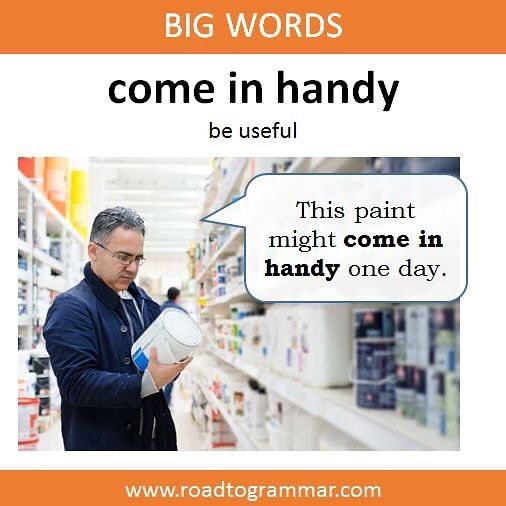 BIG WORDS
come in handy
be useful
This paint
might come in
handy one day.
www.roadtogrammar.com